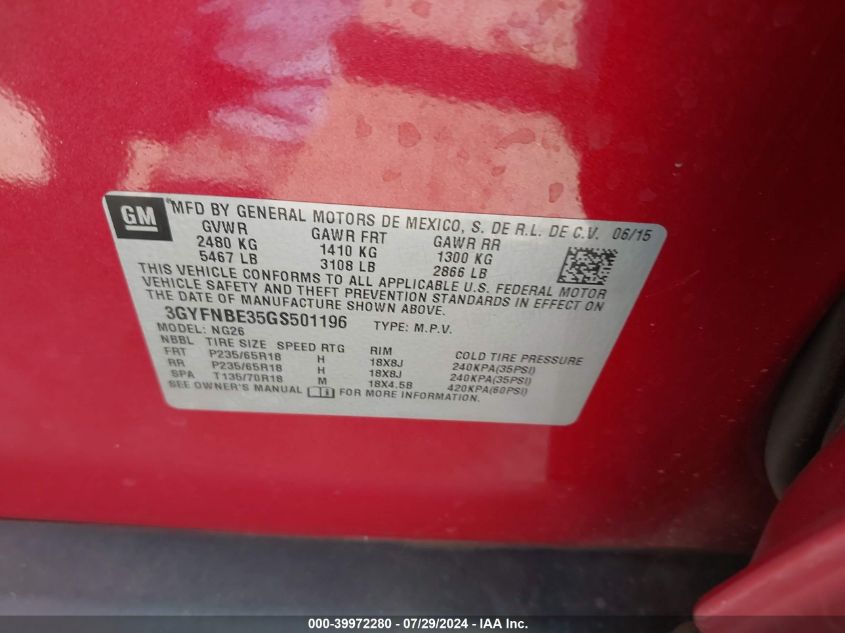 GM
® MFD BY GENERAL MOTORS DE MEXICO, S. DE R.L. DE C.V. 06/15
GVWR GAWR FRT GAWR RR
2480 KG 1410 KG 1300 KG
5467 LB 3108 LB 2866 LB
THIS VEHICLE CONFORMS TO ALL APPLICABLE U.S. FEDERAL MOTOR
VEHICLE SAFETY AND THEFT PREVENTION STANDARDS IN EFFECT ON
THE DATE OF MANUFACTURE SHOWN ABOVE.
3GYFNBE35GS501196 TYPE: M.P.V.
MODEL: NG26
NBBL TIRE SIZE SPEED RTG RIM COLD TIRE PRESSURE
FRT P235/65R18 H 18X8J 240KPA(35PSI)
RR P235/65R18 H 18X8J 240KPA(35PSI)
SPA T135/70R18 M 18X4.5B 420KPA(60PSI)
SEE OWNER'S MANUAL i FOR MORE INFORMATION.
000-39972280 - 07/29/2024 - IAA Inc.